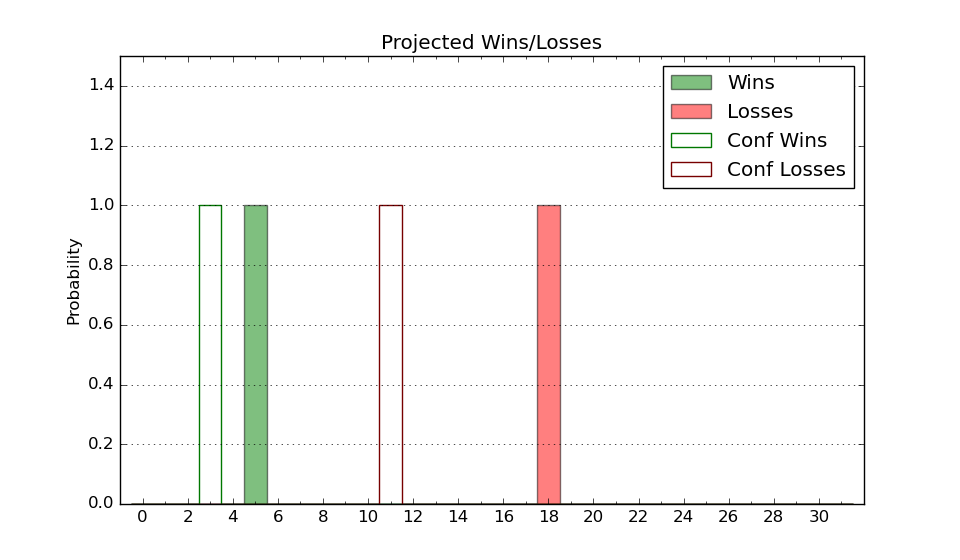 Projected Wins/Losses
Wins
Losses
Conf Wins
Conf Losses
Probability
1.4
1.2
1.0
0.8
0.6
0.4
0.2
0.0
0 2 4 6 8 10 12 14 16 18 20 22 24 26 28 30